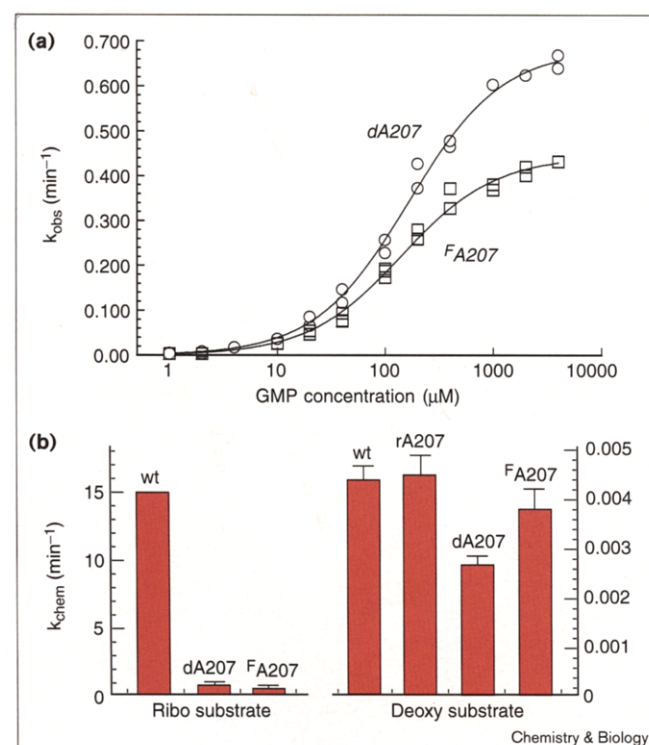 (a)
0.700
0.600
0.500
0.400
0.300
0.200
0.100
0.00
k_obs (min⁻¹)
dA207
ᶠA207
1 10 100 1000 10000
GMP concentration (μM)
(b)
k_chem (min⁻¹)
15
10
5
0
wt
dA207
ᶠA207
Ribo substrate
wt
rA207
dA207
ᶠA207
0.005
0.004
0.003
0.002
0.001
0
Deoxy substrate
Chemistry & Biology